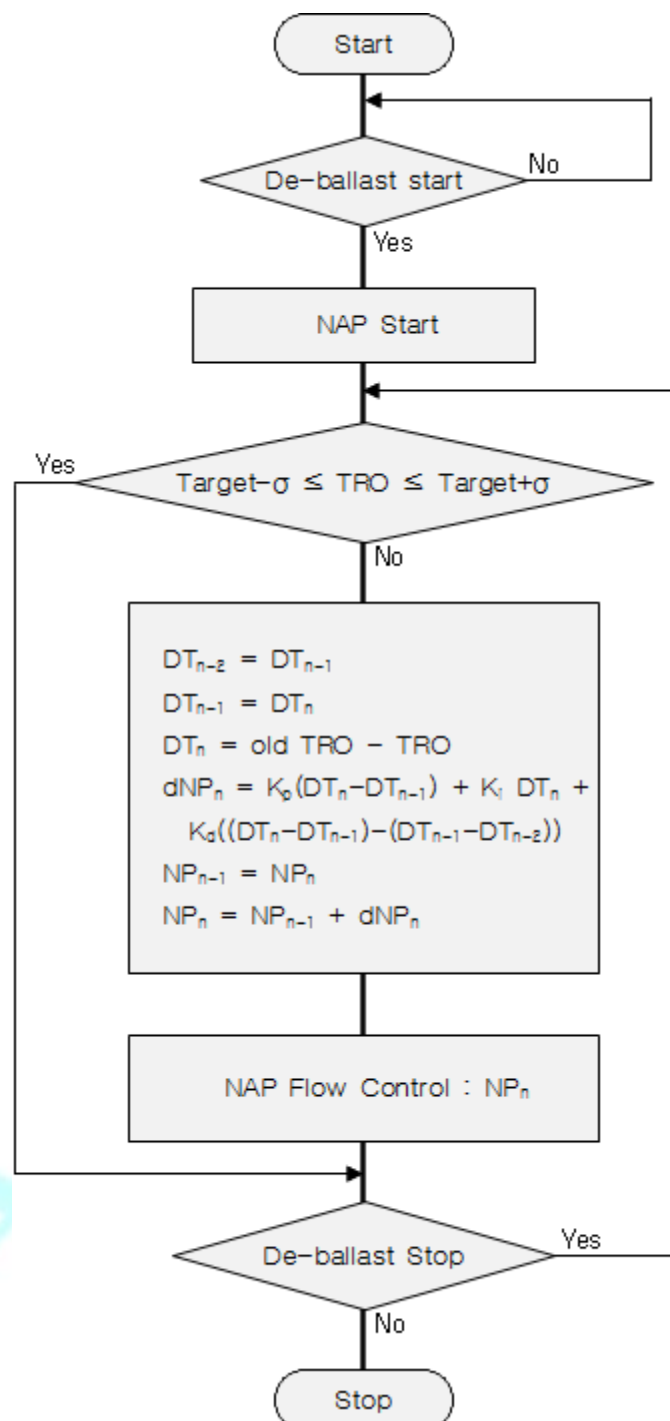 Start
De-ballast start
No
Yes
NAP Start
Yes
Target-σ ≤ TRO ≤ Target+σ
No
DTₙ₋₂ = DTₙ₋₁
DTₙ₋₁ = DTₙ
DTₙ = old TRO - TRO
dNPₙ = Kₚ(DTₙ-DTₙ₋₁) + Kᵢ DTₙ +
K_d((DTₙ-DTₙ₋₁)-(DTₙ₋₁-DTₙ₋₂))
NPₙ₋₁ = NPₙ
NPₙ = NPₙ₋₁ + dNPₙ
NAP Flow Control : NPₙ
De-ballast Stop
Yes
No
Stop